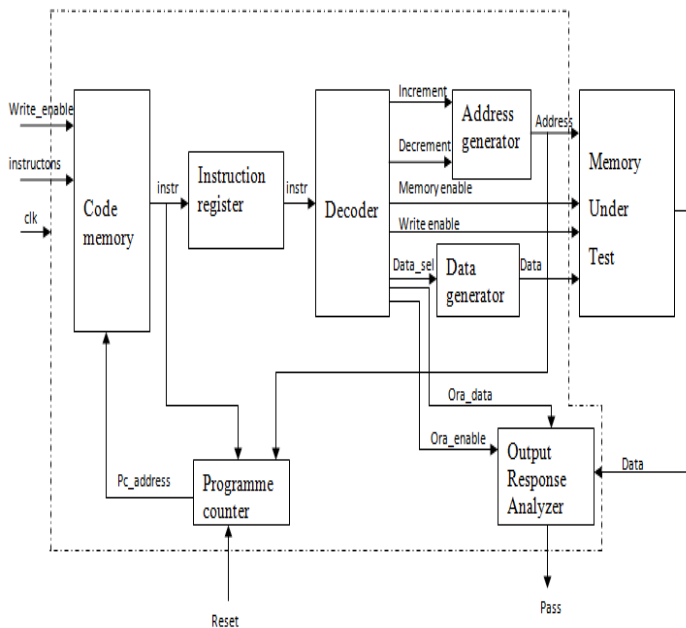 Write_enable
instructons
clk
Code
memory
instr
Instruction
register
instr
Decoder
Increment
Decrement
Address
generator
Address
Memory enable
Write enable
Data_sel
Data
generator
Data
Memory
Under
Test
Ora_data
Ora_enable
Output
Response
Analyzer
Data
Pc_address
Programme
counter
Reset
Pass